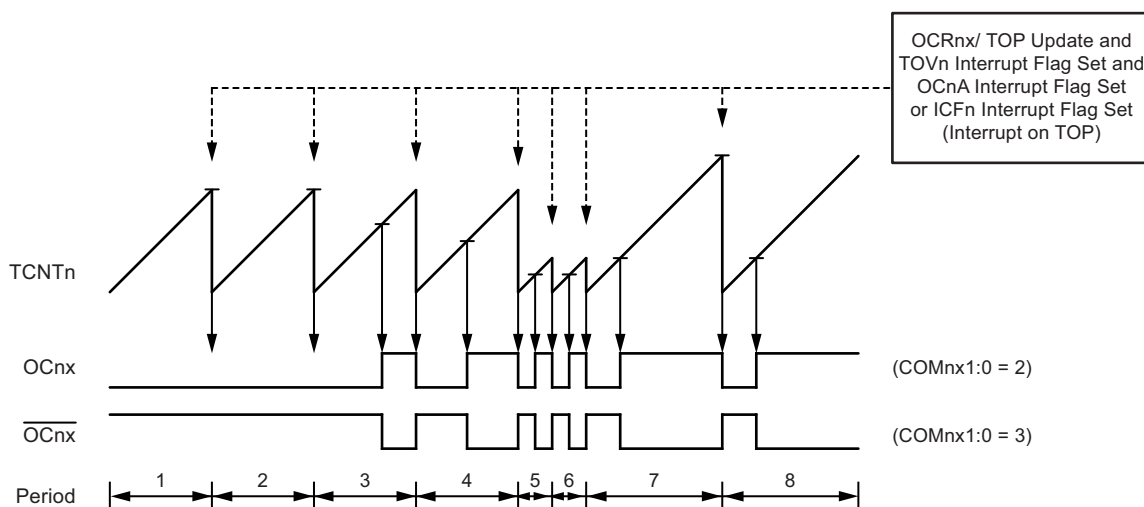 OCRnx/ TOP Update and
TOVn Interrupt Flag Set and
OCnA Interrupt Flag Set
or ICFn Interrupt Flag Set
(Interrupt on TOP)
TCNTn
OCnx
(COMnx1:0 = 2)
OCnx
(COMnx1:0 = 3)
Period
1 2 3 4 5 6 7 8